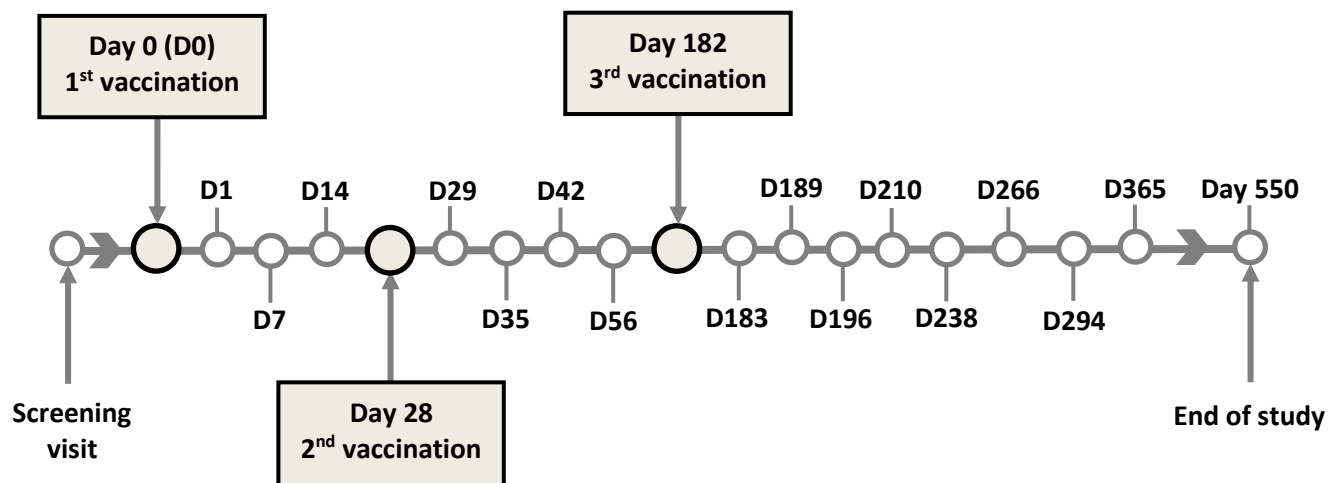 Day 0 (D0)
1st vaccination
Day 182
3rd vaccination
D1
D14
D29
D42
D189
D210
D266
D365
Day 550
D7
D35
D56
D183
D196
D238
D294
Screening
visit
Day 28
2nd vaccination
End of study